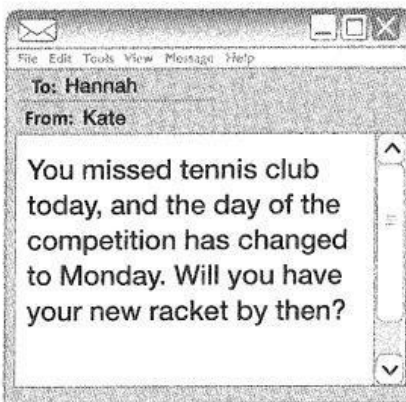 File Edit Tools View Message Help
To: Hannah
From: Kate
You missed tennis club
today, and the day of the
competition has changed
to Monday. Will you have
your new racket by then?